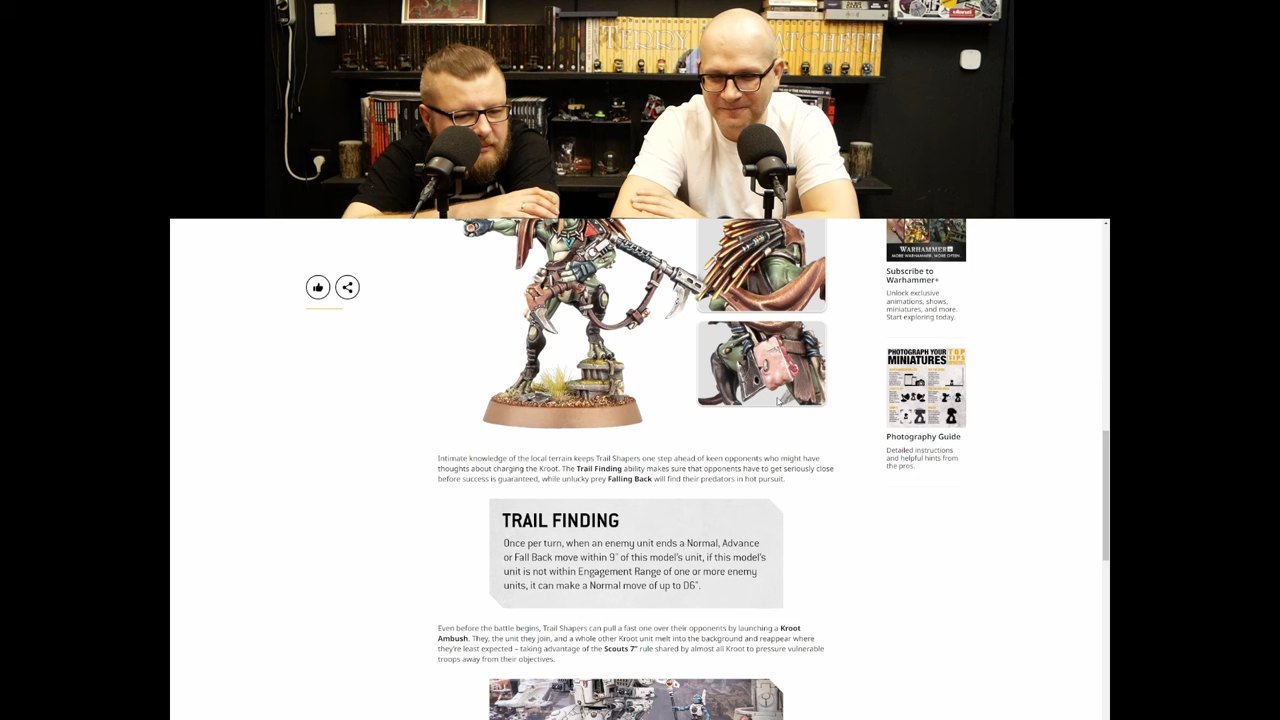 TERRY PRATCHETT
WARHAMMER+
MORE WARHAMMER. MORE OFTEN.
Subscribe to
Warhammer+
Unlock exclusive
animations, shows,
miniatures, and more.
Start exploring today.
PHOTOGRAPH YOUR
MINIATURES
TOP
TIPS
Photography Guide
Detailed instructions
and helpful hints from
the pros.
Intimate knowledge of the local terrain keeps Trail Shapers one step ahead of keen opponents who might have
thoughts about charging the Kroot. The Trail Finding ability makes sure that opponents have to get seriously close
before success is guaranteed, while unlucky prey Falling Back will find their predators in hot pursuit.
TRAIL FINDING
Once per turn, when an enemy unit ends a Normal, Advance
or Fall Back move within 9" of this model's unit, if this model's
unit is not within Engagement Range of one or more enemy
units, it can make a Normal move of up to D6".
Even before the battle begins, Trail Shapers can pull a fast one over their opponents by launching a Kroot
Ambush. They, the unit they join, and a whole other Kroot unit melt into the background and reappear where
they're least expected – taking advantage of the Scouts 7" rule shared by almost all Kroot to pressure vulnerable
troops away from their objectives.